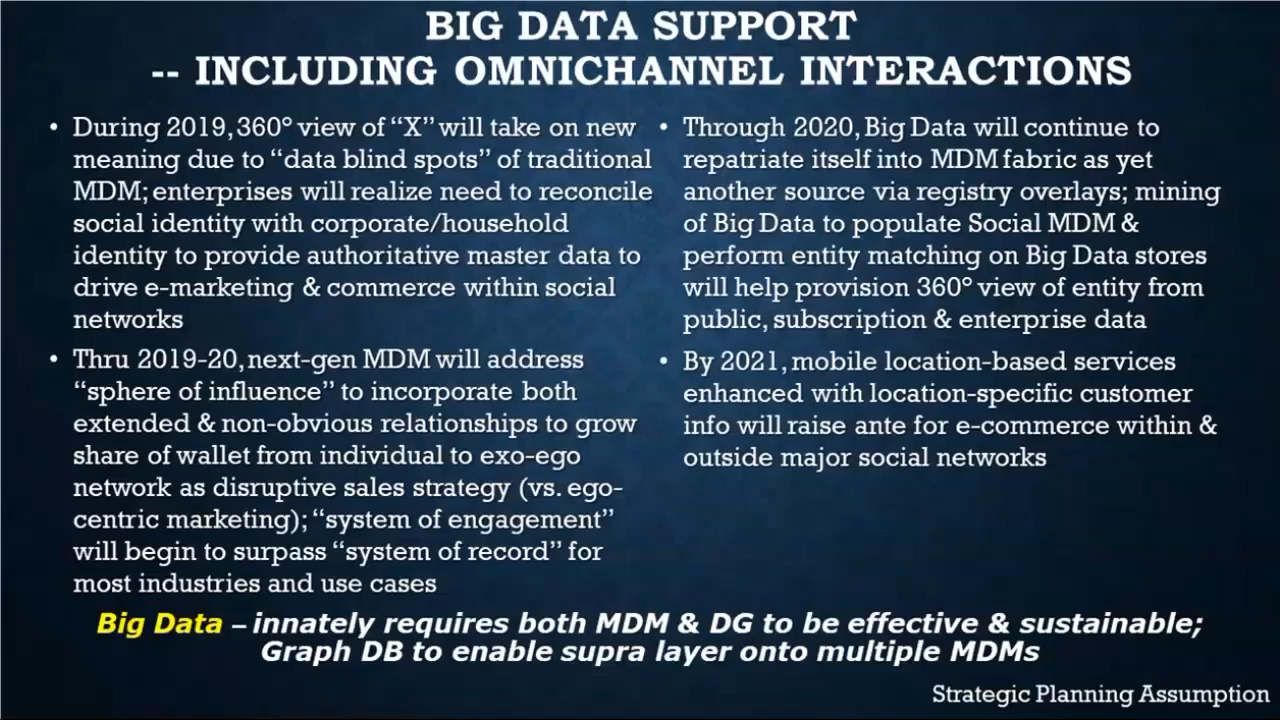 BIG DATA SUPPORT
-- INCLUDING OMNICHANNEL INTERACTIONS
• During 2019, 360° view of “X” will take on new
meaning due to “data blind spots” of traditional
MDM; enterprises will realize need to reconcile
social identity with corporate/household
identity to provide authoritative master data to
drive e-marketing & commerce within social
networks
• Thru 2019-20, next-gen MDM will address
“sphere of influence” to incorporate both
extended & non-obvious relationships to grow
share of wallet from individual to exo-ego
network as disruptive sales strategy (vs. ego-
centric marketing); “system of engagement”
will begin to surpass “system of record” for
most industries and use cases
• Through 2020, Big Data will continue to
repatriate itself into MDM fabric as yet
another source via registry overlays; mining
of Big Data to populate Social MDM &
perform entity matching on Big Data stores
will help provision 360° view of entity from
public, subscription & enterprise data
• By 2021, mobile location-based services
enhanced with location-specific customer
info will raise ante for e-commerce within &
outside major social networks
Big Data – innately requires both MDM & DG to be effective & sustainable;
Graph DB to enable supra layer onto multiple MDMs
Strategic Planning Assumption